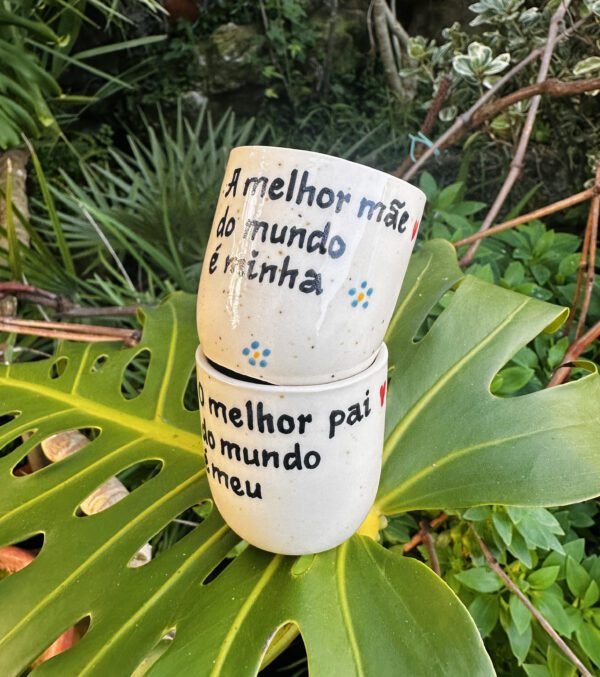 A melhor mãe
do mundo
é minha
O melhor pai
do mundo
é meu